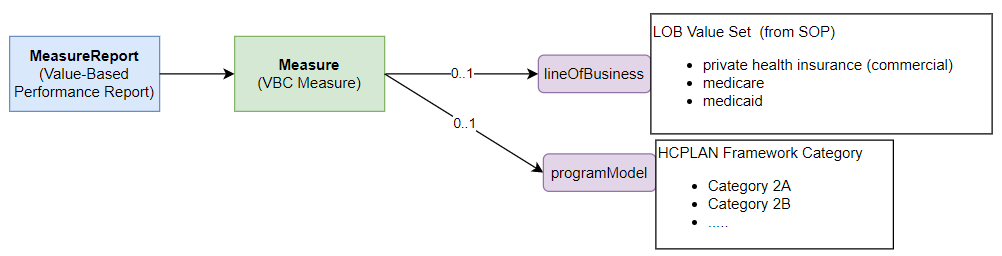 MeasureReport
(Value-Based
Performance Report)
Measure
(VBC Measure)
0..1
lineOfBusiness
LOB Value Set (from SOP)
private health insurance (commercial)
medicare
medicaid
0..1
programModel
HCPLAN Framework Category
Category 2A
Category 2B
.....